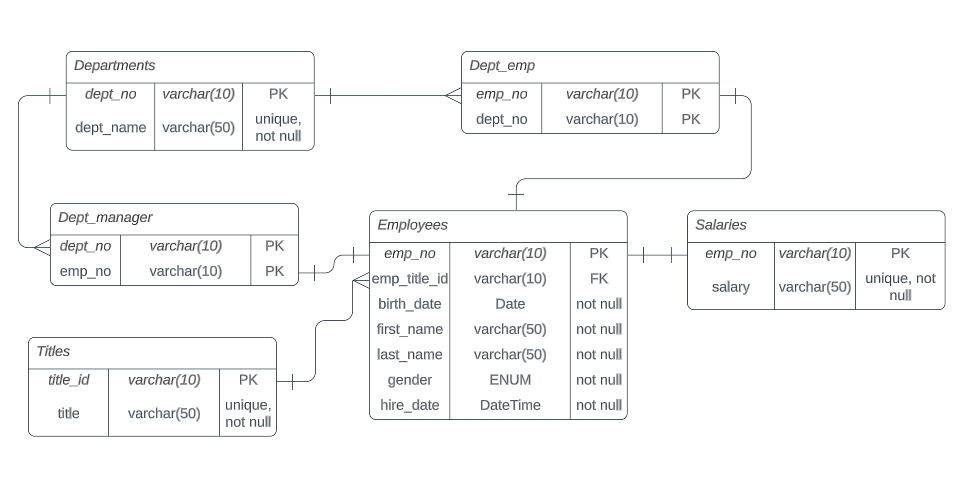 Departments
dept_no varchar(10) PK
dept_name varchar(50) unique,
not null
Dept_emp
emp_no varchar(10) PK
dept_no varchar(10) PK
Dept_manager
dept_no varchar(10) PK
emp_no varchar(10) PK
Employees
emp_no varchar(10) PK
emp_title_id varchar(10) FK
birth_date Date not null
first_name varchar(50) not null
last_name varchar(50) not null
gender ENUM not null
hire_date DateTime not null
Salaries
emp_no varchar(10) PK
salary varchar(50) unique, not
null
Titles
title_id varchar(10) PK
title varchar(50) unique,
not null